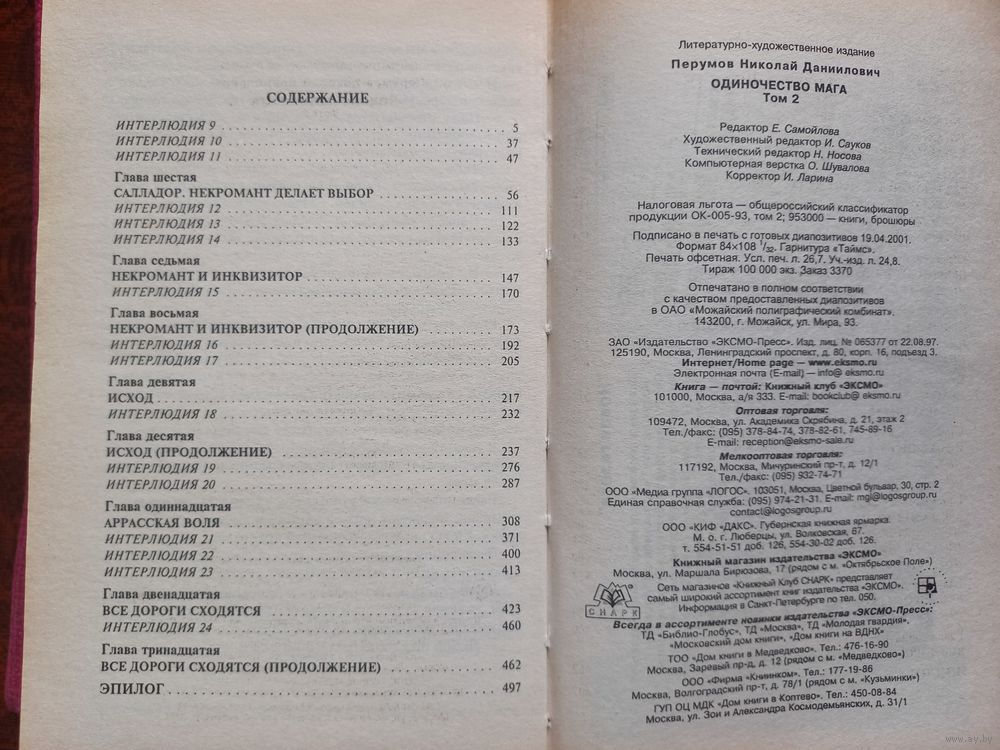 СОДЕРЖАНИЕ
ИНТЕРЛЮДИЯ 9 5
ИНТЕРЛЮДИЯ 10 37
ИНТЕРЛЮДИЯ 11 47
Глава шестая
САЛЛАДОР. НЕКРОМАНТ ДЕЛАЕТ ВЫБОР 56
ИНТЕРЛЮДИЯ 12 111
ИНТЕРЛЮДИЯ 13 122
ИНТЕРЛЮДИЯ 14 133
Глава седьмая
НЕКРОМАНТ И ИНКВИЗИТОР 147
ИНТЕРЛЮДИЯ 15 170
Глава восьмая
НЕКРОМАНТ И ИНКВИЗИТОР (ПРОДОЛЖЕНИЕ) 173
ИНТЕРЛЮДИЯ 16 192
ИНТЕРЛЮДИЯ 17 205
Глава девятая
ИСХОД 217
ИНТЕРЛЮДИЯ 18 232
Глава десятая
ИСХОД (ПРОДОЛЖЕНИЕ) 237
ИНТЕРЛЮДИЯ 19 276
ИНТЕРЛЮДИЯ 20 287
Глава одиннадцатая
АРРАССКАЯ ВОЛЯ 308
ИНТЕРЛЮДИЯ 21 371
ИНТЕРЛЮДИЯ 22 400
ИНТЕРЛЮДИЯ 23 413
Глава двенадцатая
ВСЕ ДОРОГИ СХОДЯТСЯ 423
ИНТЕРЛЮДИЯ 24 460
Глава тринадцатая
ВСЕ ДОРОГИ СХОДЯТСЯ (ПРОДОЛЖЕНИЕ) 462
ЭПИЛОГ 497
Литературно-художественное издание
Перумов Николай Даниилович
ОДИНОЧЕСТВО МАГА
Том 2
Редактор Е. Самойлова
Художественный редактор И. Сауков
Технический редактор Н. Носова
Компьютерная верстка О. Шувалова
Корректор И. Ларина
Налоговая льгота — общероссийский классификатор
продукции ОК-005-93, том 2; 953000 — книги, брошюры
Подписано в печать с готовых диапозитивов 19.04.2001.
Формат 84×108 1/32. Гарнитура «Таймс».
Печать офсетная. Усл. печ. л. 26,7. Уч.-изд. л. 24,8.
Тираж 100 000 экз. Заказ 3370
Отпечатано в полном соответствии
с качеством предоставленных диапозитивов
в ОАО «Можайский полиграфический комбинат».
143200, г. Можайск, ул. Мира, 93.
ЗАО «Издательство «ЭКСМО-Пресс». Изд. лиц. № 065377 от 22.08.97.
125190, Москва, Ленинградский проспект, д. 80, корп. 16, подъезд 3.
Интернет/Home page — www.eksmo.ru
Электронная почта (E-mail) — info@ eksmo.ru
Книга — почтой: Книжный клуб «ЭКСМО»
101000, Москва, а/я 333. E-mail: bookclub@ eksmo.ru
Оптовая торговля:
109472, Москва, ул. Академика Скрябина, д. 21, этаж 2
Тел./факс: (095) 378-84-74, 378-82-61, 745-89-16
E-mail: reception@eksmo-sale.ru
Мелкооптовая торговля:
117192, Москва, Мичуринский пр-т, д. 12/1
Тел./факс: (095) 932-74-71
ООО «Медиа группа «ЛОГОС». 103051, Москва, Цветной бульвар, 30, стр. 2
Единая справочная служба: (095) 974-21-31. E-mail: mgl@logosgroup.ru
contact@logosgroup.ru
ООО «КИФ «ДАКС». Губернская книжная ярмарка.
М. о. г. Люберцы, ул. Волковская, 67.
т. 554-51-51 доб. 126, 554-30-02 доб. 126.
Книжный магазин издательства «ЭКСМО»
Москва, ул. Маршала Бирюзова, 17 (рядом с м. «Октябрьское Поле»)
Сеть магазинов «Книжный Клуб СНАРК» представляет
самый широкий ассортимент книг издательства «ЭКСМО».
Информация в Санкт-Петербурге по тел. 050.
СНАРК
Всегда в ассортименте новинки издательства «ЭКСМО-Пресс»:
ТД «Библио-Глобус», ТД «Москва», ТД «Молодая гвардия»,
«Московский дом книги», «Дом книги на ВДНХ»
ТОО «Дом книги в Медведково». Тел.: 476-16-90
Москва, Заревый пр-д, д. 12 (рядом с м. «Медведково»)
ООО «Фирма «Книинком». Тел.: 177-19-86
Москва, Волгоградский пр-т, д. 78/1 (рядом с м. «Кузьминки»)
ГУП ОЦ МДК «Дом книги в Коптево». Тел.: 450-08-84
Москва, ул. Зои и Александра Космодемьянских, д. 31/1
www.ay.by